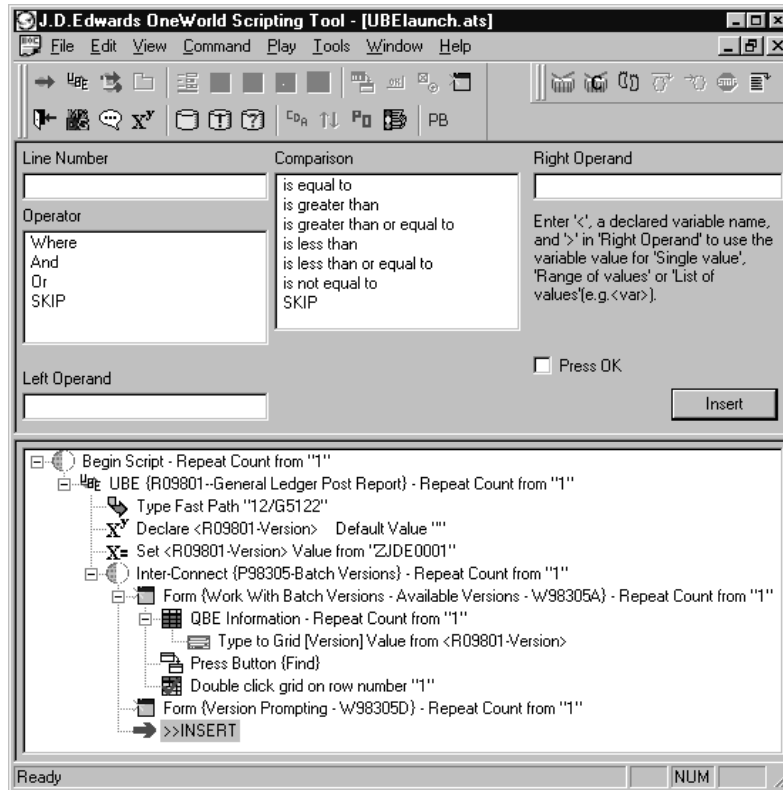 J.D.Edwards OneWorld Scripting Tool - [UBElaunch.ats]
File Edit View Command Play Tools Window Help
UBE
CDA PO PB
Line Number
Comparison
Right Operand
is equal to
is greater than
is greater than or equal to
is less than
is less than or equal to
is not equal to
SKIP
Operator
Where
And
Or
SKIP
Enter '<', a declared variable name,
and '>' in 'Right Operand' to use the
variable value for 'Single value',
'Range of values' or 'List of
values'(e.g.<var>).
Press OK
Left Operand
Insert
Begin Script - Repeat Count from "1"
UBE {R09801--General Ledger Post Report} - Repeat Count from "1"
Type Fast Path "12/G5122"
Declare <R09801-Version> Default Value ""
Set <R09801-Version> Value from "ZJDE0001"
Inter-Connect {P98305-Batch Versions} - Repeat Count from "1"
Form {Work With Batch Versions - Available Versions - W98305A} - Repeat Count from "1"
QBE Information - Repeat Count from "1"
Type to Grid [Version] Value from <R09801-Version>
Press Button {Find}
Double click grid on row number "1"
Form {Version Prompting - W98305D} - Repeat Count from "1"
>>INSERT
Ready
NUM